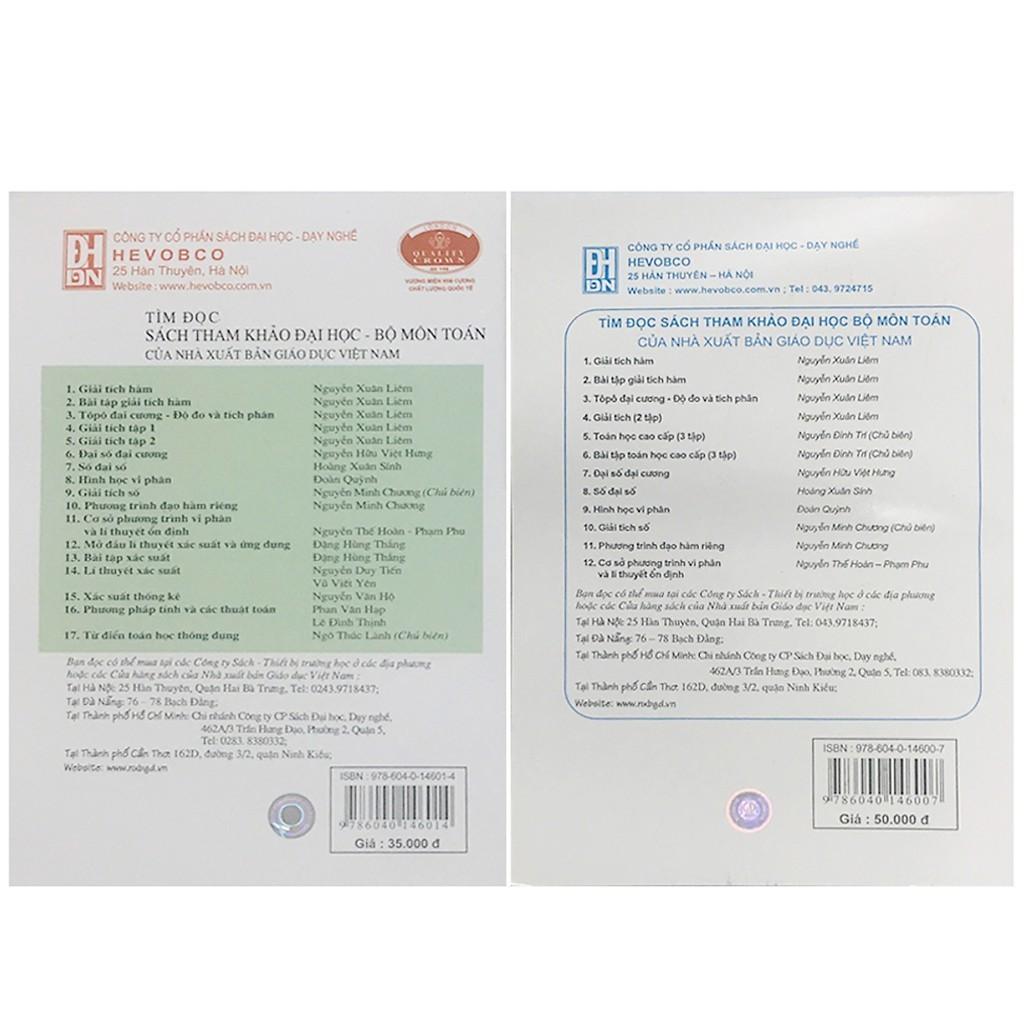 ĐH
DN
CÔNG TY CỔ PHẦN SÁCH ĐẠI HỌC - DẠY NGHỀ
HEVOBCO
25 Hàn Thuyên, Hà Nội
Website : www.hevobco.com.vn
LONDON
QUALITY
CROWN
VƯƠNG MIỆN KIM CƯƠNG
CHẤT LƯỢNG QUỐC TẾ
TÌM ĐỌC
SÁCH THAM KHẢO ĐẠI HỌC - BỘ MÔN TOÁN
CỦA NHÀ XUẤT BẢN GIÁO DỤC VIỆT NAM
1. Giải tích hàm Nguyễn Xuân Liêm
2. Bài tập giải tích hàm Nguyễn Xuân Liêm
3. Tôpô đại cương - Độ đo và tích phân Nguyễn Xuân Liêm
4. Giải tích tập 1 Nguyễn Xuân Liêm
5. Giải tích tập 2 Nguyễn Xuân Liêm
6. Đại số đại cương Nguyễn Hữu Việt Hưng
7. Số đại số Hoàng Xuân Sính
8. Hình học vi phân Đoàn Quỳnh
9. Giải tích số Nguyễn Minh Chương (Chủ biên)
10. Phương trình đạo hàm riêng Nguyễn Minh Chương
11. Cơ sở phương trình vi phân
và lí thuyết ổn định Nguyễn Thế Hoàn - Phạm Phu
12. Mở đầu lí thuyết xác suất và ứng dụng Đặng Hùng Thắng
13. Bài tập xác suất Đặng Hùng Thắng
14. Lí thuyết xác suất Nguyễn Duy Tiến
Vũ Viết Yên
15. Xác suất thống kê Nguyễn Văn Hộ
16. Phương pháp tính và các thuật toán Phan Văn Hạp
Lê Đình Thịnh
17. Từ điển toán học thông dụng Ngô Thúc Lanh (Chủ biên)
Bạn đọc có thể mua tại các Công ty Sách - Thiết bị trường học ở các địa phương
hoặc các Cửa hàng sách của Nhà xuất bản Giáo dục Việt Nam :
Tại Hà Nội: 25 Hàn Thuyên, Quận Hai Bà Trưng, Tel: 0243.9718437;
Tại Đà Nẵng: 76 – 78 Bạch Đằng;
Tại Thành phố Hồ Chí Minh: Chi nhánh Công ty CP Sách Đại học, Dạy nghề,
462A/3 Trần Hưng Đạo, Phường 2, Quận 5,
Tel: 0283. 8380332;
Tại Thành phố Cần Thơ: 162D, đường 3/2, quận Ninh Kiều;
Website: www.nxbgd.vn
ISBN : 978-604-0-14601-4
9 786040 146014
Giá : 35.000 đ
ĐH
DN
CÔNG TY CỔ PHẦN SÁCH ĐẠI HỌC - DẠY NGHỀ
HEVOBCO
25 HÀN THUYÊN – HÀ NỘI
Website : www.hevobco.com.vn ; Tel : 043. 9724715
TÌM ĐỌC SÁCH THAM KHẢO ĐẠI HỌC BỘ MÔN TOÁN
CỦA NHÀ XUẤT BẢN GIÁO DỤC VIỆT NAM
1. Giải tích hàm Nguyễn Xuân Liêm
2. Bài tập giải tích hàm Nguyễn Xuân Liêm
3. Tôpô đại cương - Độ đo và tích phân Nguyễn Xuân Liêm
4. Giải tích (2 tập) Nguyễn Xuân Liêm
5. Toán học cao cấp (3 tập) Nguyễn Đình Trí (Chủ biên)
6. Bài tập toán học cao cấp (3 tập) Nguyễn Đình Trí (Chủ biên)
7. Đại số đại cương Nguyễn Hữu Việt Hưng
8. Số đại số Hoàng Xuân Sính
9. Hình học vi phân Đoàn Quỳnh
10. Giải tích số Nguyễn Minh Chương (Chủ biên)
11. Phương trình đạo hàm riêng Nguyễn Minh Chương
12. Cơ sở phương trình vi phân Nguyễn Thế Hoàn – Phạm Phu
và lí thuyết ổn định
Bạn đọc có thể mua tại các Công ty Sách - Thiết bị trường học ở các địa phương
hoặc các Cửa hàng sách của Nhà xuất bản Giáo dục Việt Nam :
Tại Hà Nội: 25 Hàn Thuyên, Quận Hai Bà Trưng, Tel: 043.9718437;
Tại Đà Nẵng: 76 – 78 Bạch Đằng;
Tại Thành phố Hồ Chí Minh: Chi nhánh Công ty CP Sách Đại học, Dạy nghề,
462A/3 Trần Hưng Đạo, Phường 2, Quận 5, Tel: 083. 8380332;
Tại Thành phố Cần Thơ: 162D, đường 3/2, quận Ninh Kiều;
Website: www.nxbgd.vn
ISBN : 978-604-0-14600-7
9 786040 146007
Giá : 50.000 đ